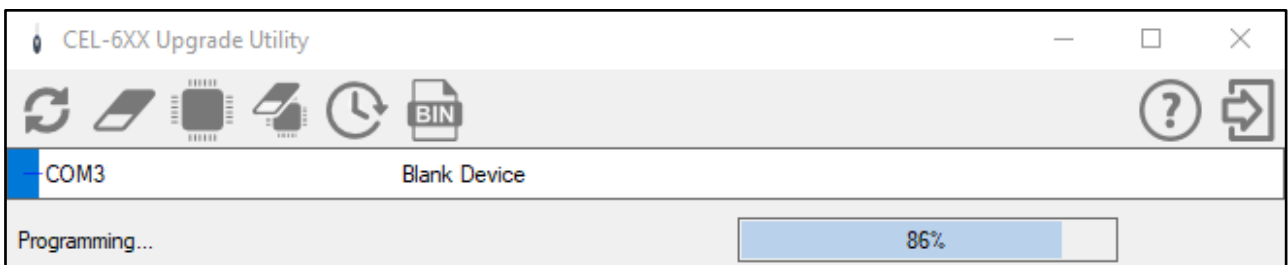 CEL-6XX Upgrade Utility
BIN
?
COM3 Blank Device
Programming... 86%